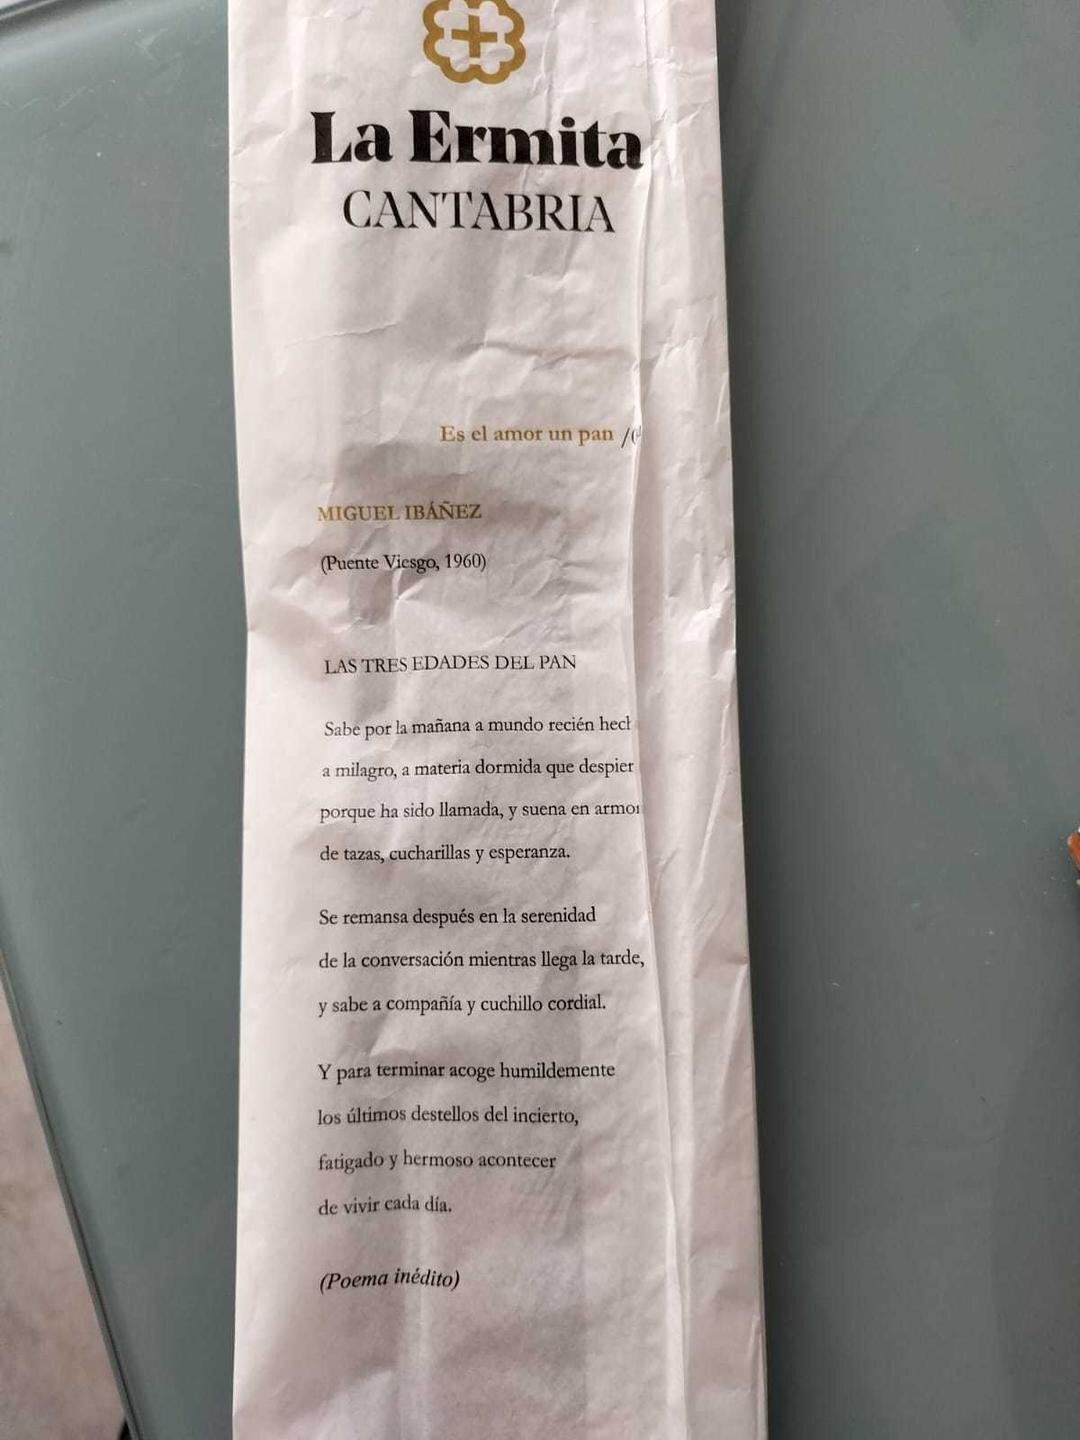 La Ermita
CANTABRIA
Es el amor un pan /
MIGUEL IBÁÑEZ
(Puente Viesgo, 1960)
LAS TRES EDADES DEL PAN
Sabe por la mañana a mundo recién
a milagro, a materia dormida que
porque ha sido llamada, y suena en
de tazas, cucharillas y esperanza.
Se remansa después en la serenidad
de la conversación mientras llega la tarde,
y sabe a compañía y cuchillo cordial.
Y para terminar acoge humildemente
los últimos destellos del incierto,
fatigado y hermoso acontecer
de vivir cada día.
(Poema inédito)